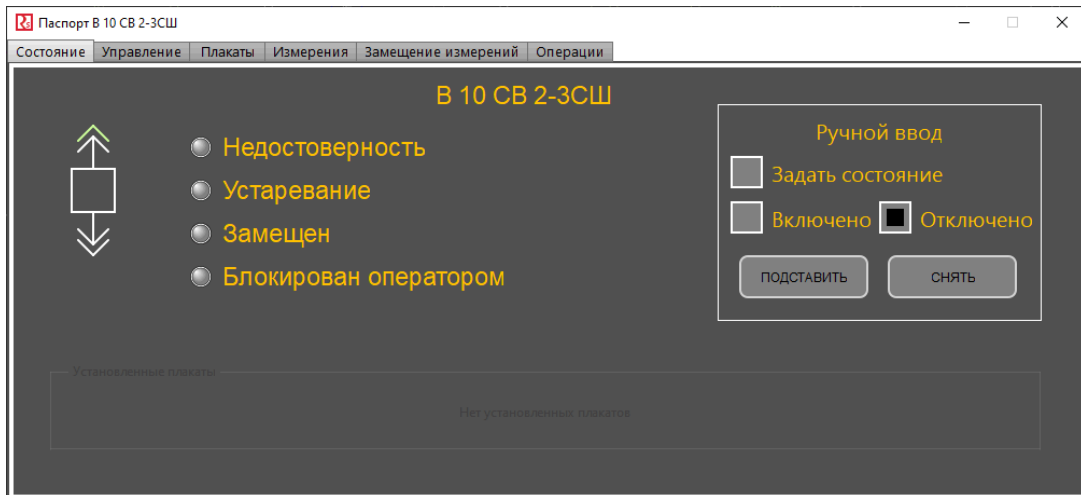 Паспорт В 10 СВ 2-3СШ
Состояние Управление Плакаты Измерения Замещение измерений Операции
В 10 СВ 2-3СШ
Недостоверность
Устаревание
Замещен
Блокирован оператором
Ручной ввод
Задать состояние
Включено Отключено
ПОДСТАВИТЬ СНЯТЬ
Установленные плакаты
Нет установленных плакатов